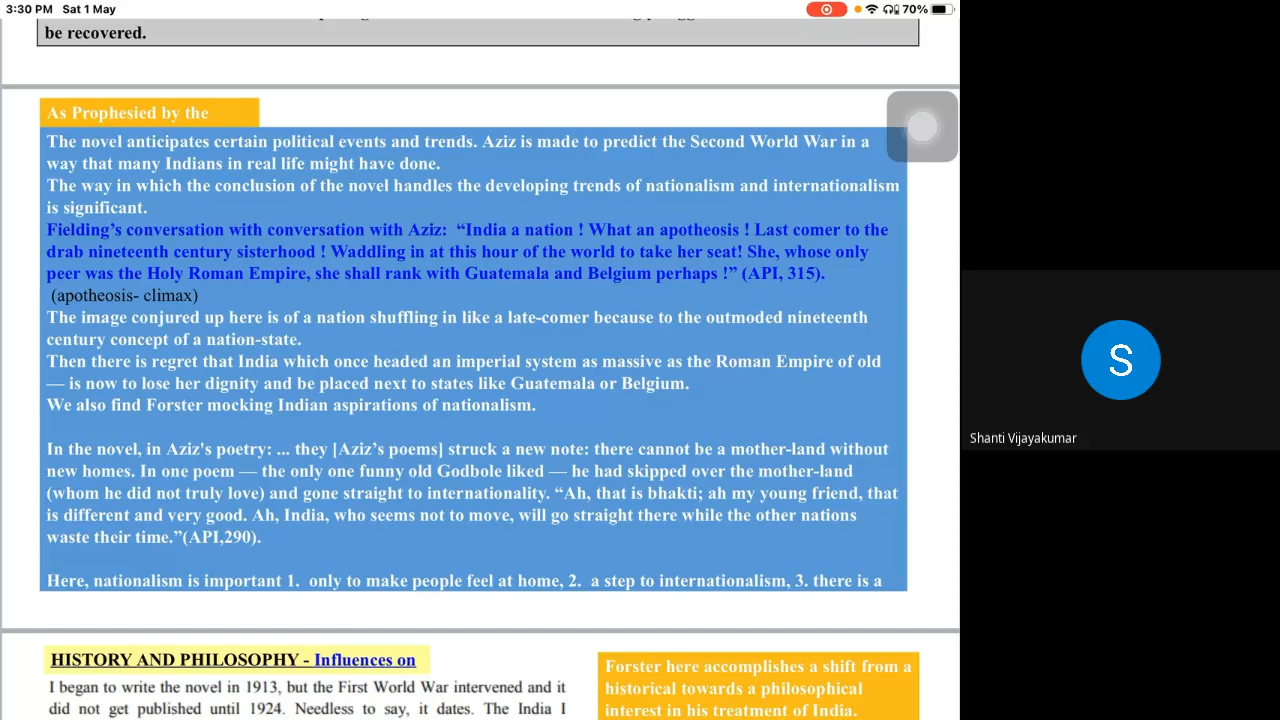 3:30 PM Sat 1 May
70%
be recovered.
As Prophesied by the
The novel anticipates certain political events and trends. Aziz is made to predict the Second World War in a
way that many Indians in real life might have done.
The way in which the conclusion of the novel handles the developing trends of nationalism and internationalism
is significant.
Fielding's conversation with conversation with Aziz: “India a nation ! What an apotheosis ! Last comer to the
drab nineteenth century sisterhood ! Waddling in at this hour of the world to take her seat! She, whose only
peer was the Holy Roman Empire, she shall rank with Guatemala and Belgium perhaps !” (API, 315).
(apotheosis- climax)
The image conjured up here is of a nation shuffling in like a late-comer because to the outmoded nineteenth
century concept of a nation-state.
Then there is regret that India which once headed an imperial system as massive as the Roman Empire of old
— is now to lose her dignity and be placed next to states like Guatemala or Belgium.
We also find Forster mocking Indian aspirations of nationalism.
In the novel, in Aziz's poetry: ... they [Aziz’s poems] struck a new note: there cannot be a mother-land without
new homes. In one poem — the only one funny old Godbole liked — he had skipped over the mother-land
(whom he did not truly love) and gone straight to internationality. “Ah, that is bhakti; ah my young friend, that
is different and very good. Ah, India, who seems not to move, will go straight there while the other nations
waste their time.”(API,290).
Here, nationalism is important 1. only to make people feel at home, 2. a step to internationalism, 3. there is a
HISTORY AND PHILOSOPHY - Influences on
I began to write the novel in 1913, but the First World War intervened and it
did not get published until 1924. Needless to say, it dates. The India I
Forster here accomplishes a shift from a
historical towards a philosophical
interest in his treatment of India.
S
Shanti Vijayakumar